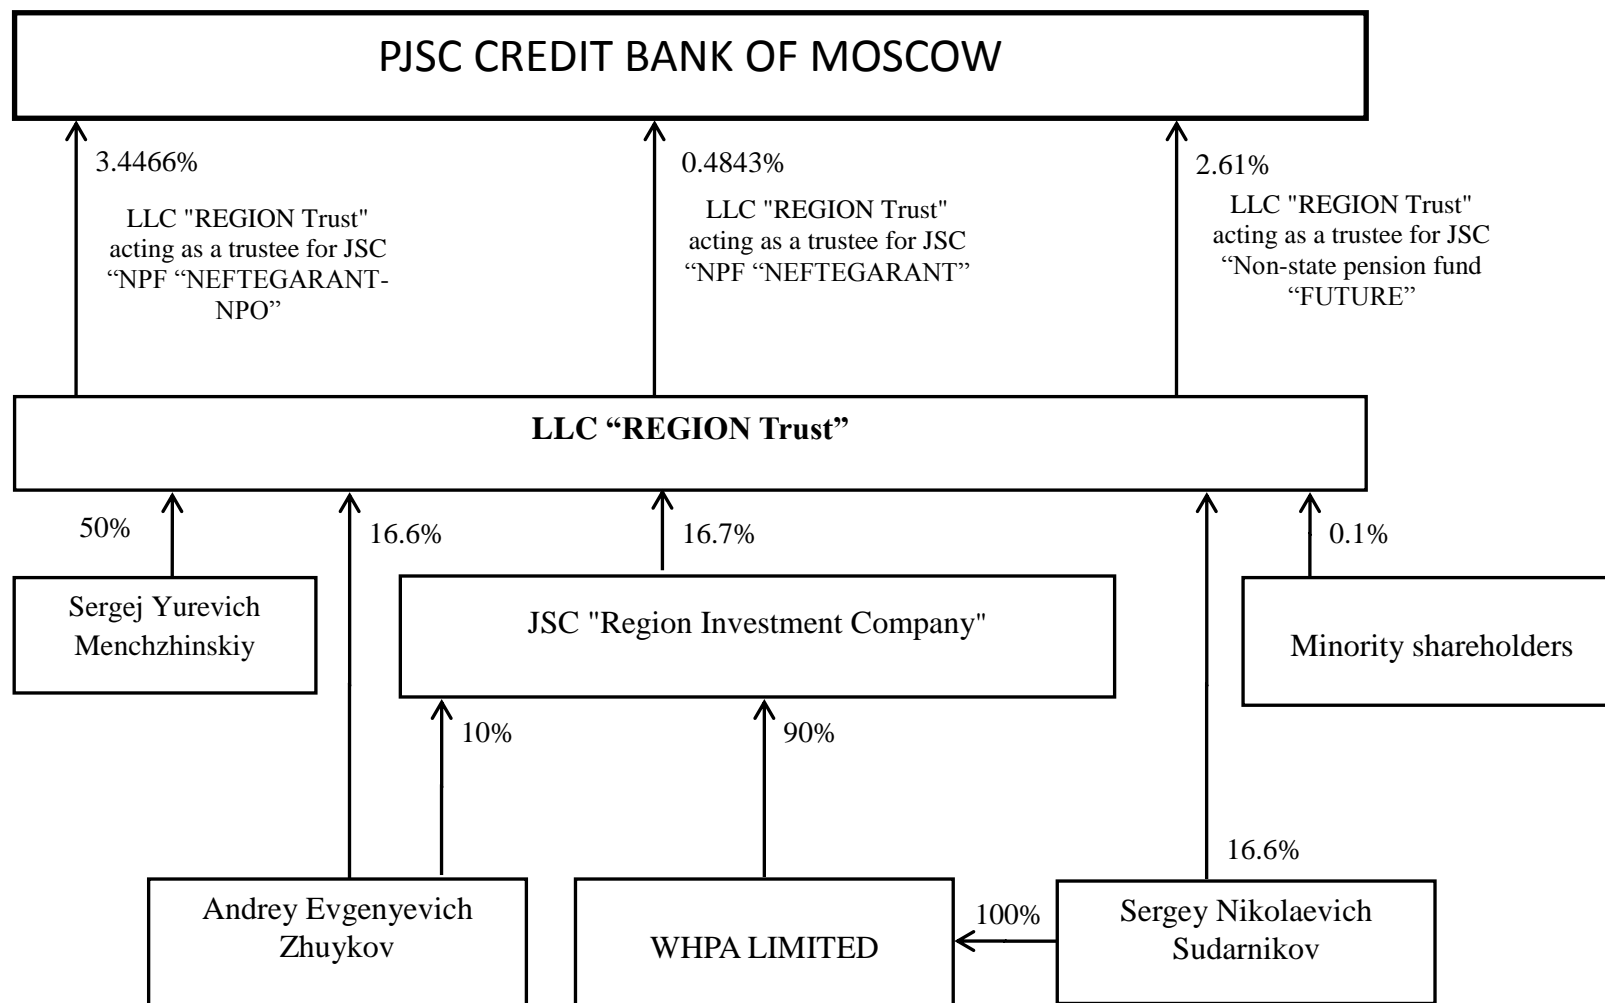 PJSC CREDIT BANK OF MOSCOW
3.4466%
LLC "REGION Trust"
acting as a trustee for JSC
“NPF “NEFTEGARANT-
NPO”
0.4843%
LLC "REGION Trust"
acting as a trustee for JSC
“NPF “NEFTEGARANT”
2.61%
LLC "REGION Trust"
acting as a trustee for JSC
“Non-state pension fund
“FUTURE”
LLC “REGION Trust”
50%
16.6%
16.7%
0.1%
Sergej Yurevich
Menchzhinskiy
JSC "Region Investment Company"
Minority shareholders
10%
90%
16.6%
Andrey Evgenyevich
Zhuykov
WHPA LIMITED
100%
Sergey Nikolaevich
Sudarnikov